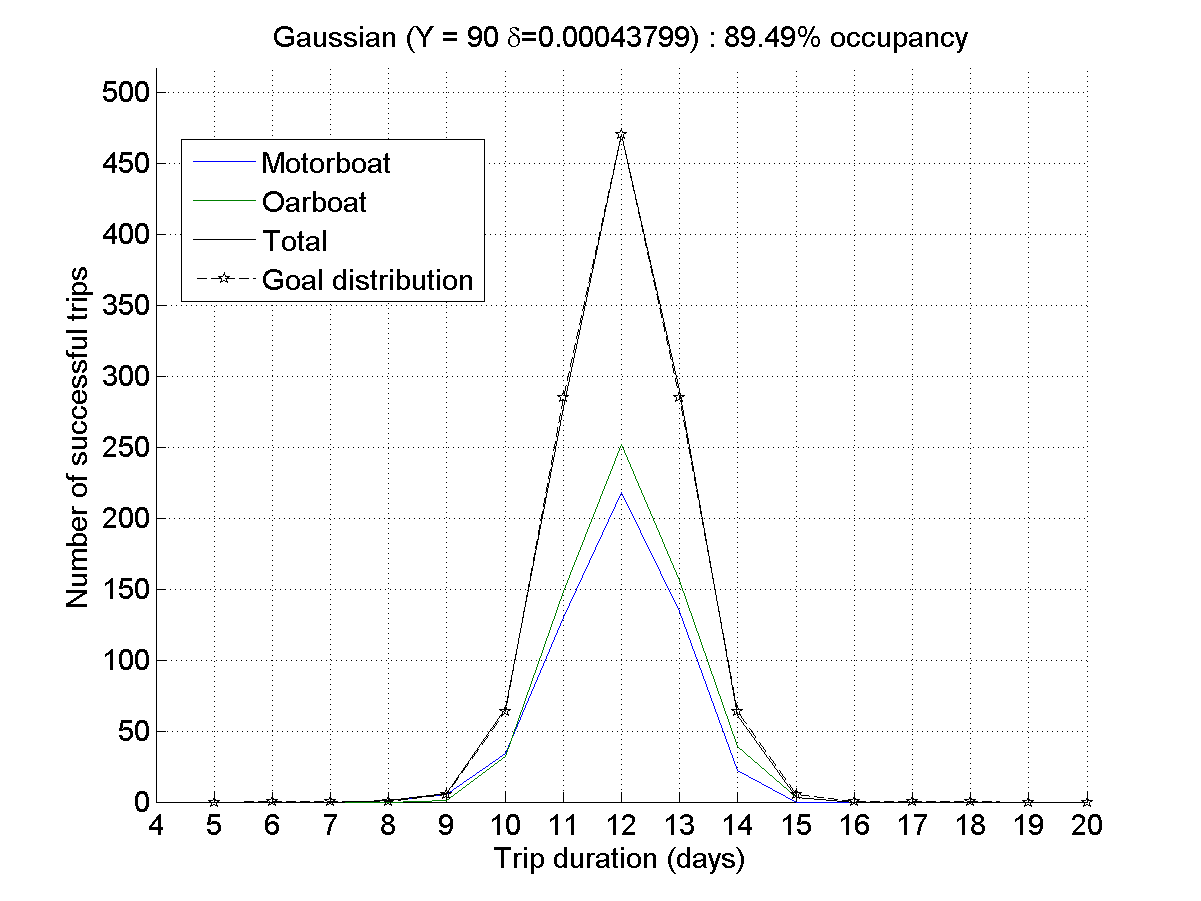 Gaussian (Y = 90 δ=0.00043799) : 89.49% occupancy
500
450
400
350
300
250
200
150
100
50
0
Number of successful trips
Motorboat
Oarboat
Total
Goal distribution
4 5 6 7 8 9 10 11 12 13 14 15 16 17 18 19 20
Trip duration (days)